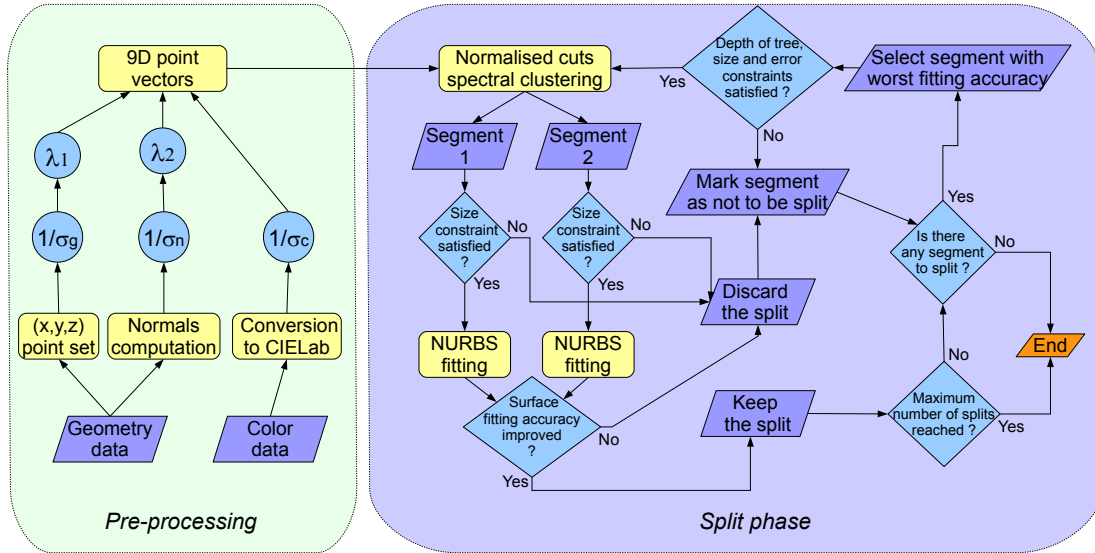 9D point
vectors
λ1
λ2
1/σg
1/σn
1/σc
(x,y,z)
point set
Normals
computation
Conversion
to CIELab
Geometry
data
Color
data
Pre-processing
Normalised cuts
spectral clustering
Yes
Depth of tree,
size and error
constraints
satisfied ?
Select segment with
worst fitting accuracy
No
Segment
1
Segment
2
Mark segment
as not to be split
Size
constraint
satisfied
?
No
Yes
Size
constraint
satisfied
?
No
Yes
Yes
Is there
any segment
to split ?
No
Discard
the split
NURBS
fitting
NURBS
fitting
End
Surface
fitting accuracy
improved
?
No
Yes
Keep
the split
No
Maximum
number of splits
reached ?
Yes
Split phase